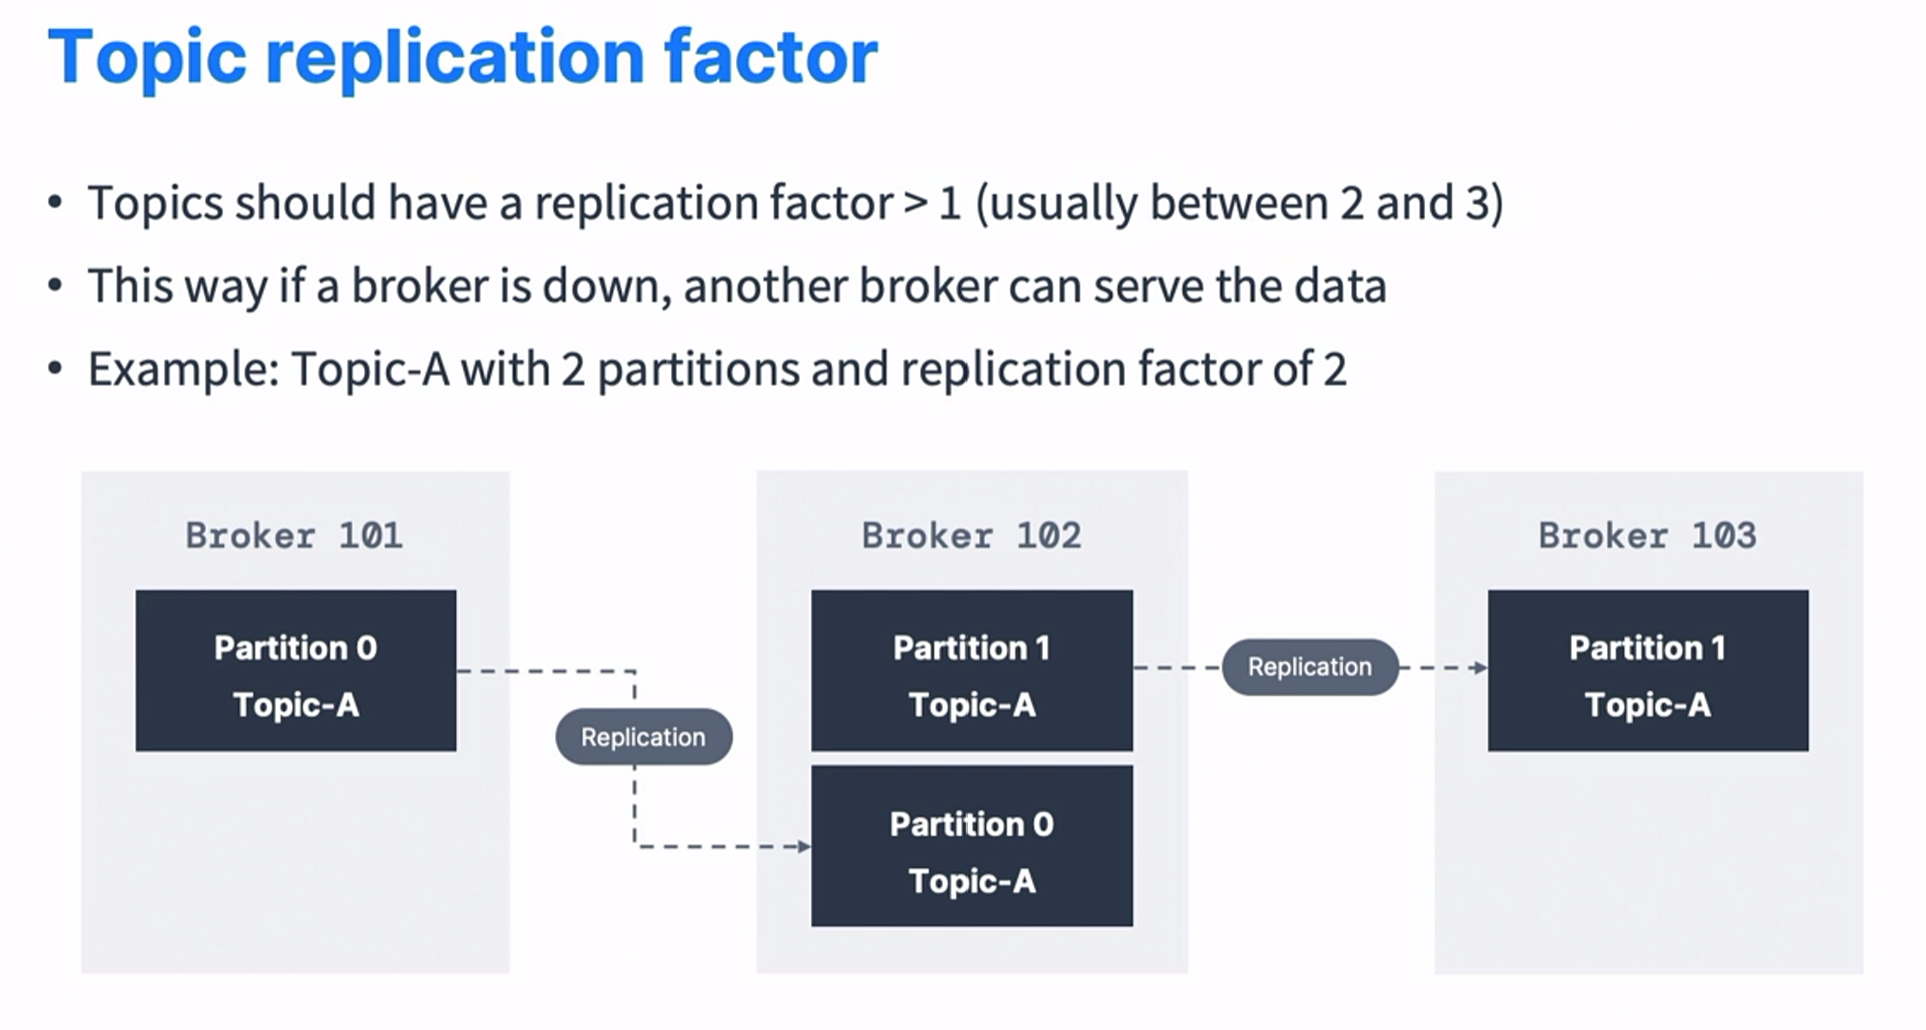 Topic replication factor
• Topics should have a replication factor > 1 (usually between 2 and 3)
• This way if a broker is down, another broker can serve the data
• Example: Topic-A with 2 partitions and replication factor of 2
Broker 101
Partition 0
Topic-A
Replication
Broker 102
Partition 1
Topic-A
Partition 0
Topic-A
Replication
Broker 103
Partition 1
Topic-A